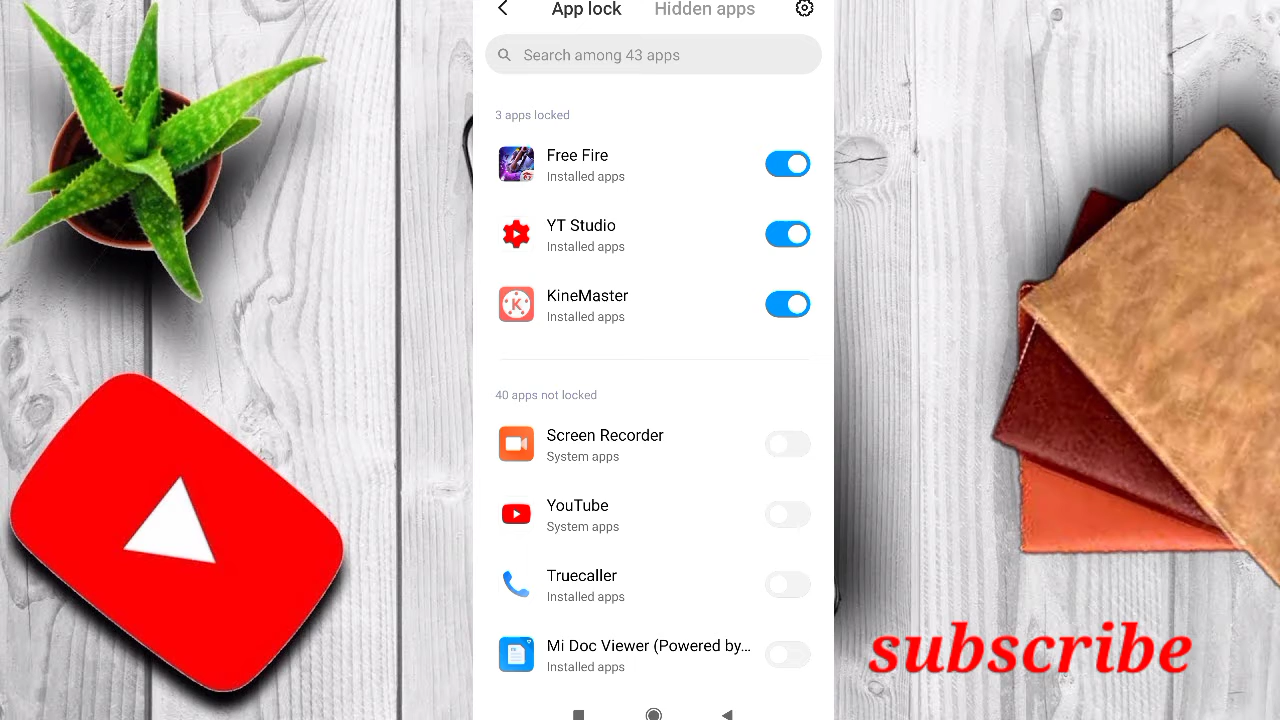 App lock
Hidden apps
Search among 43 apps
3 apps locked
Free Fire
Installed apps
YT Studio
Installed apps
KineMaster
Installed apps
40 apps not locked
Screen Recorder
System apps
YouTube
System apps
Truecaller
Installed apps
Mi Doc Viewer (Powered by...
Installed apps
subscribe